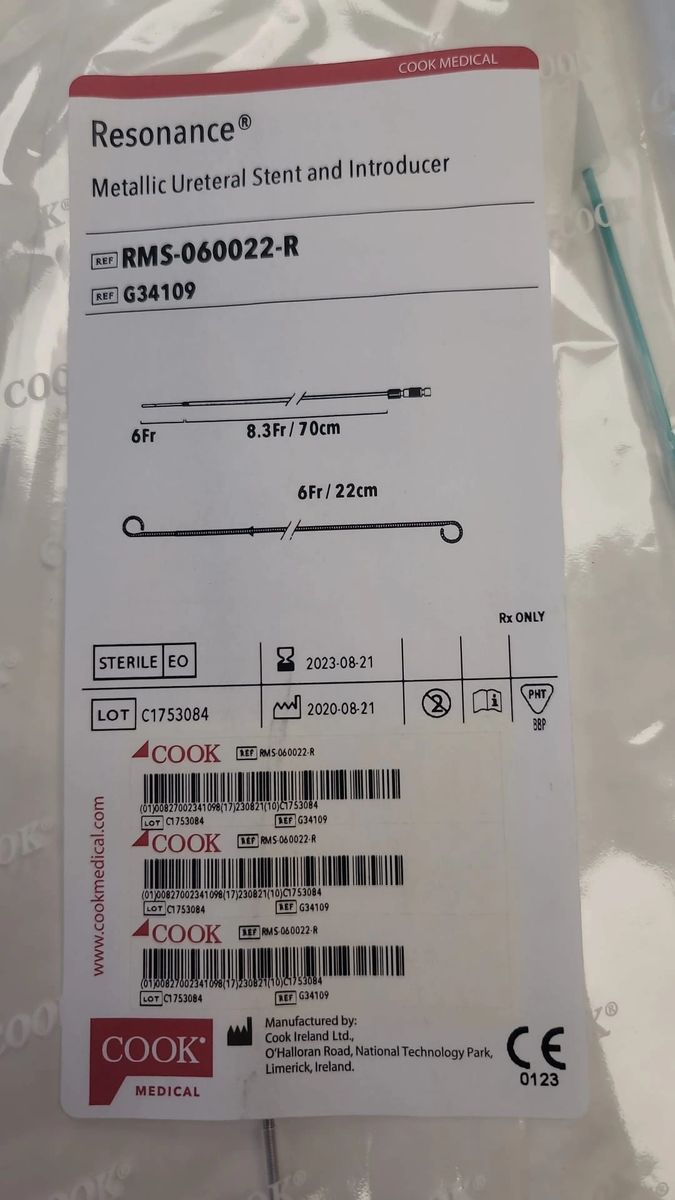 COOK MEDICAL
Resonance®
Metallic Ureteral Stent and Introducer
REF RMS-060022-R
REF G34109
6Fr 8.3Fr / 70cm
6Fr / 22cm
Rx ONLY
STERILE EO 2023-08-21
LOT C1753084 2020-08-21 2 i PHT
BBP
COOK REF RMS-060022-R
(01)00827002341098(17)230821(10)C1753084
LOT C1753084 REF G34109
COOK REF RMS-060022-R
(01)00827002341098(17)230821(10)C1753084
LOT C1753084 REF G34109
COOK REF RMS-060022-R
(01)00827002341098(17)230821(10)C1753084
LOT C1753084 REF G34109
www.cookmedical.com
COOK®
MEDICAL
Manufactured by:
Cook Ireland Ltd.,
O'Halloran Road, National Technology Park,
Limerick, Ireland.
CE
0123